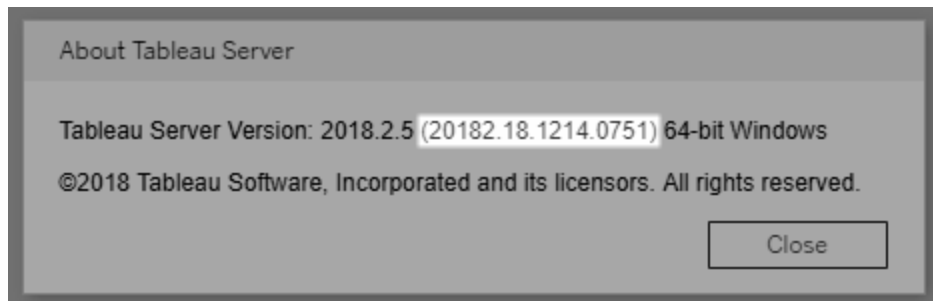 About Tableau Server
Tableau Server Version: 2018.2.5 (20182.18.1214.0751) 64-bit Windows
©2018 Tableau Software, Incorporated and its licensors. All rights reserved.
Close